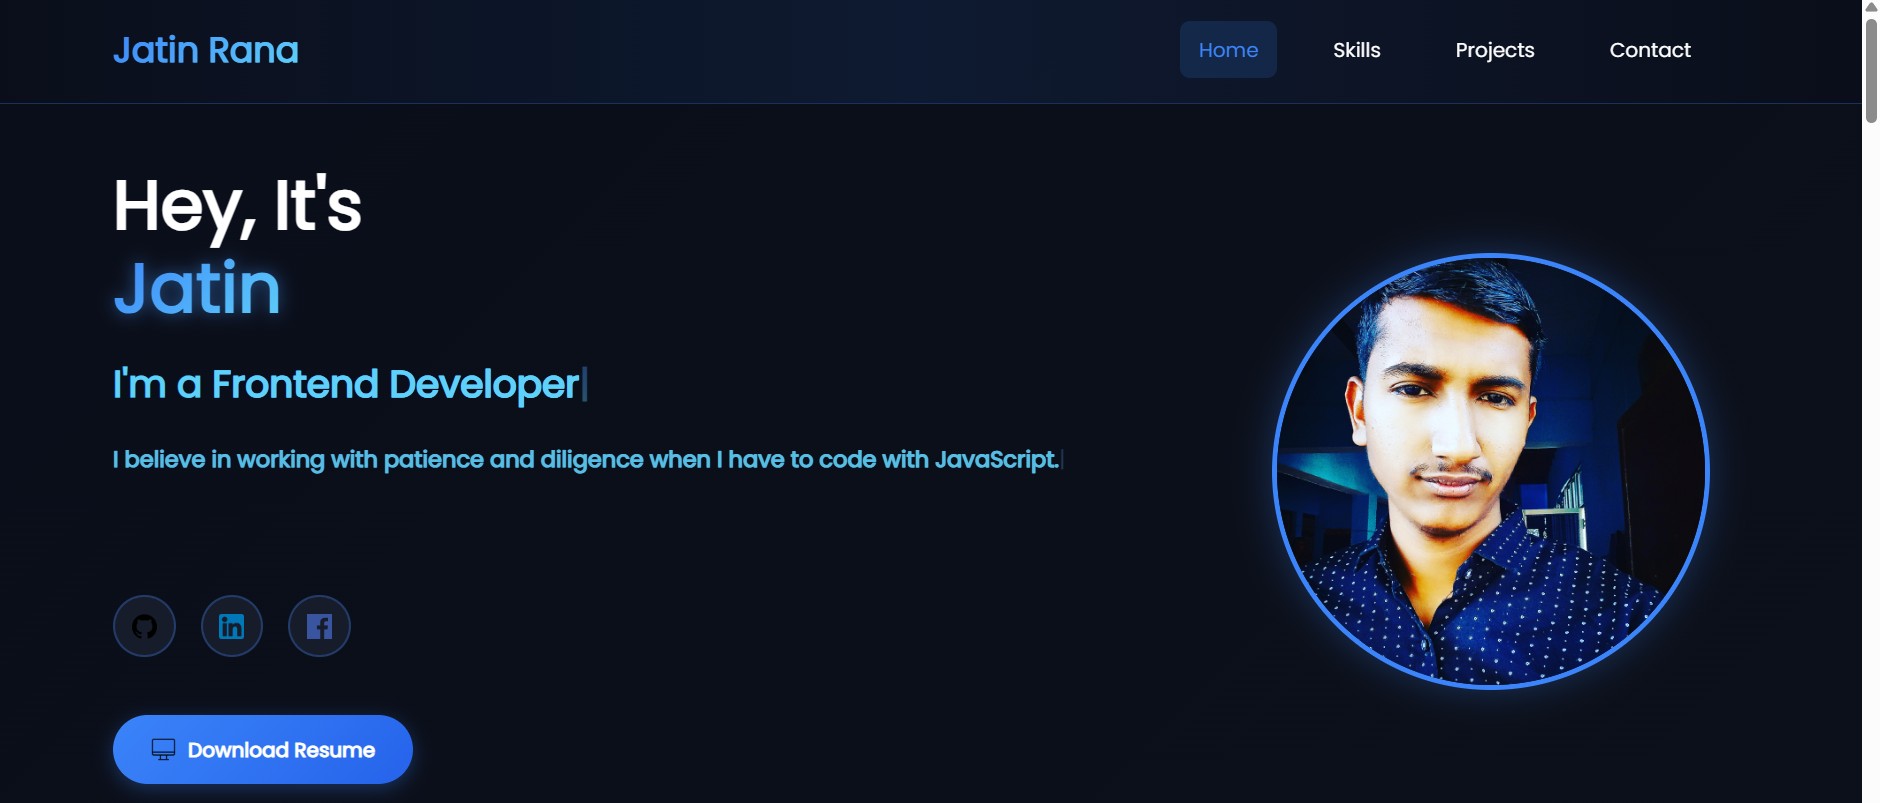 Jatin Rana
Home
Skills
Projects
Contact
Hey, It's
Jatin
I'm a Frontend Developer|
I believe in working with patience and diligence when I have to code with JavaScript.|
in
Download Resume